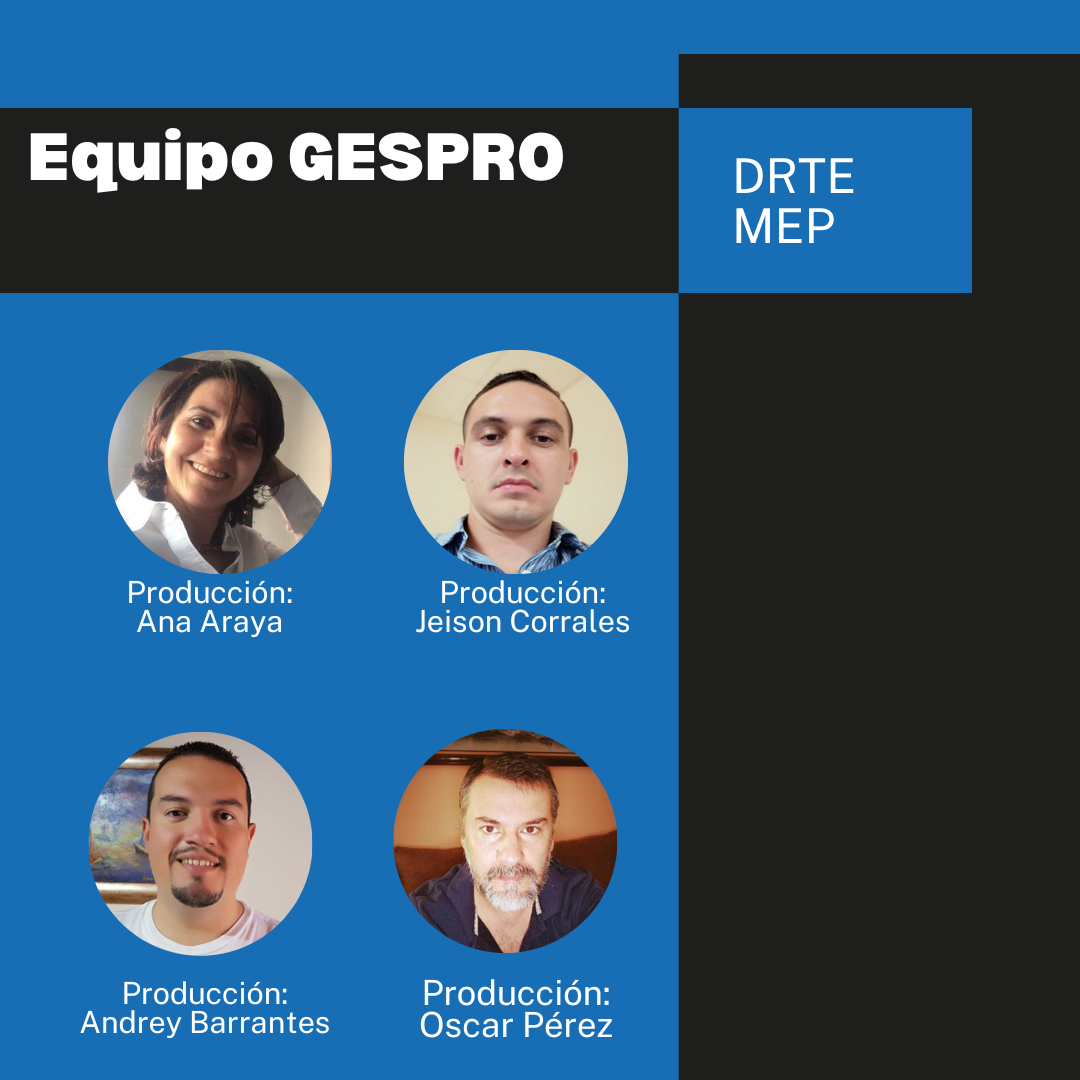 Equipo GESPRO
DRTE
MEP
Producción:
Ana Araya
Producción:
Jeison Corrales
Producción:
Andrey Barrantes
Producción:
Oscar Pérez